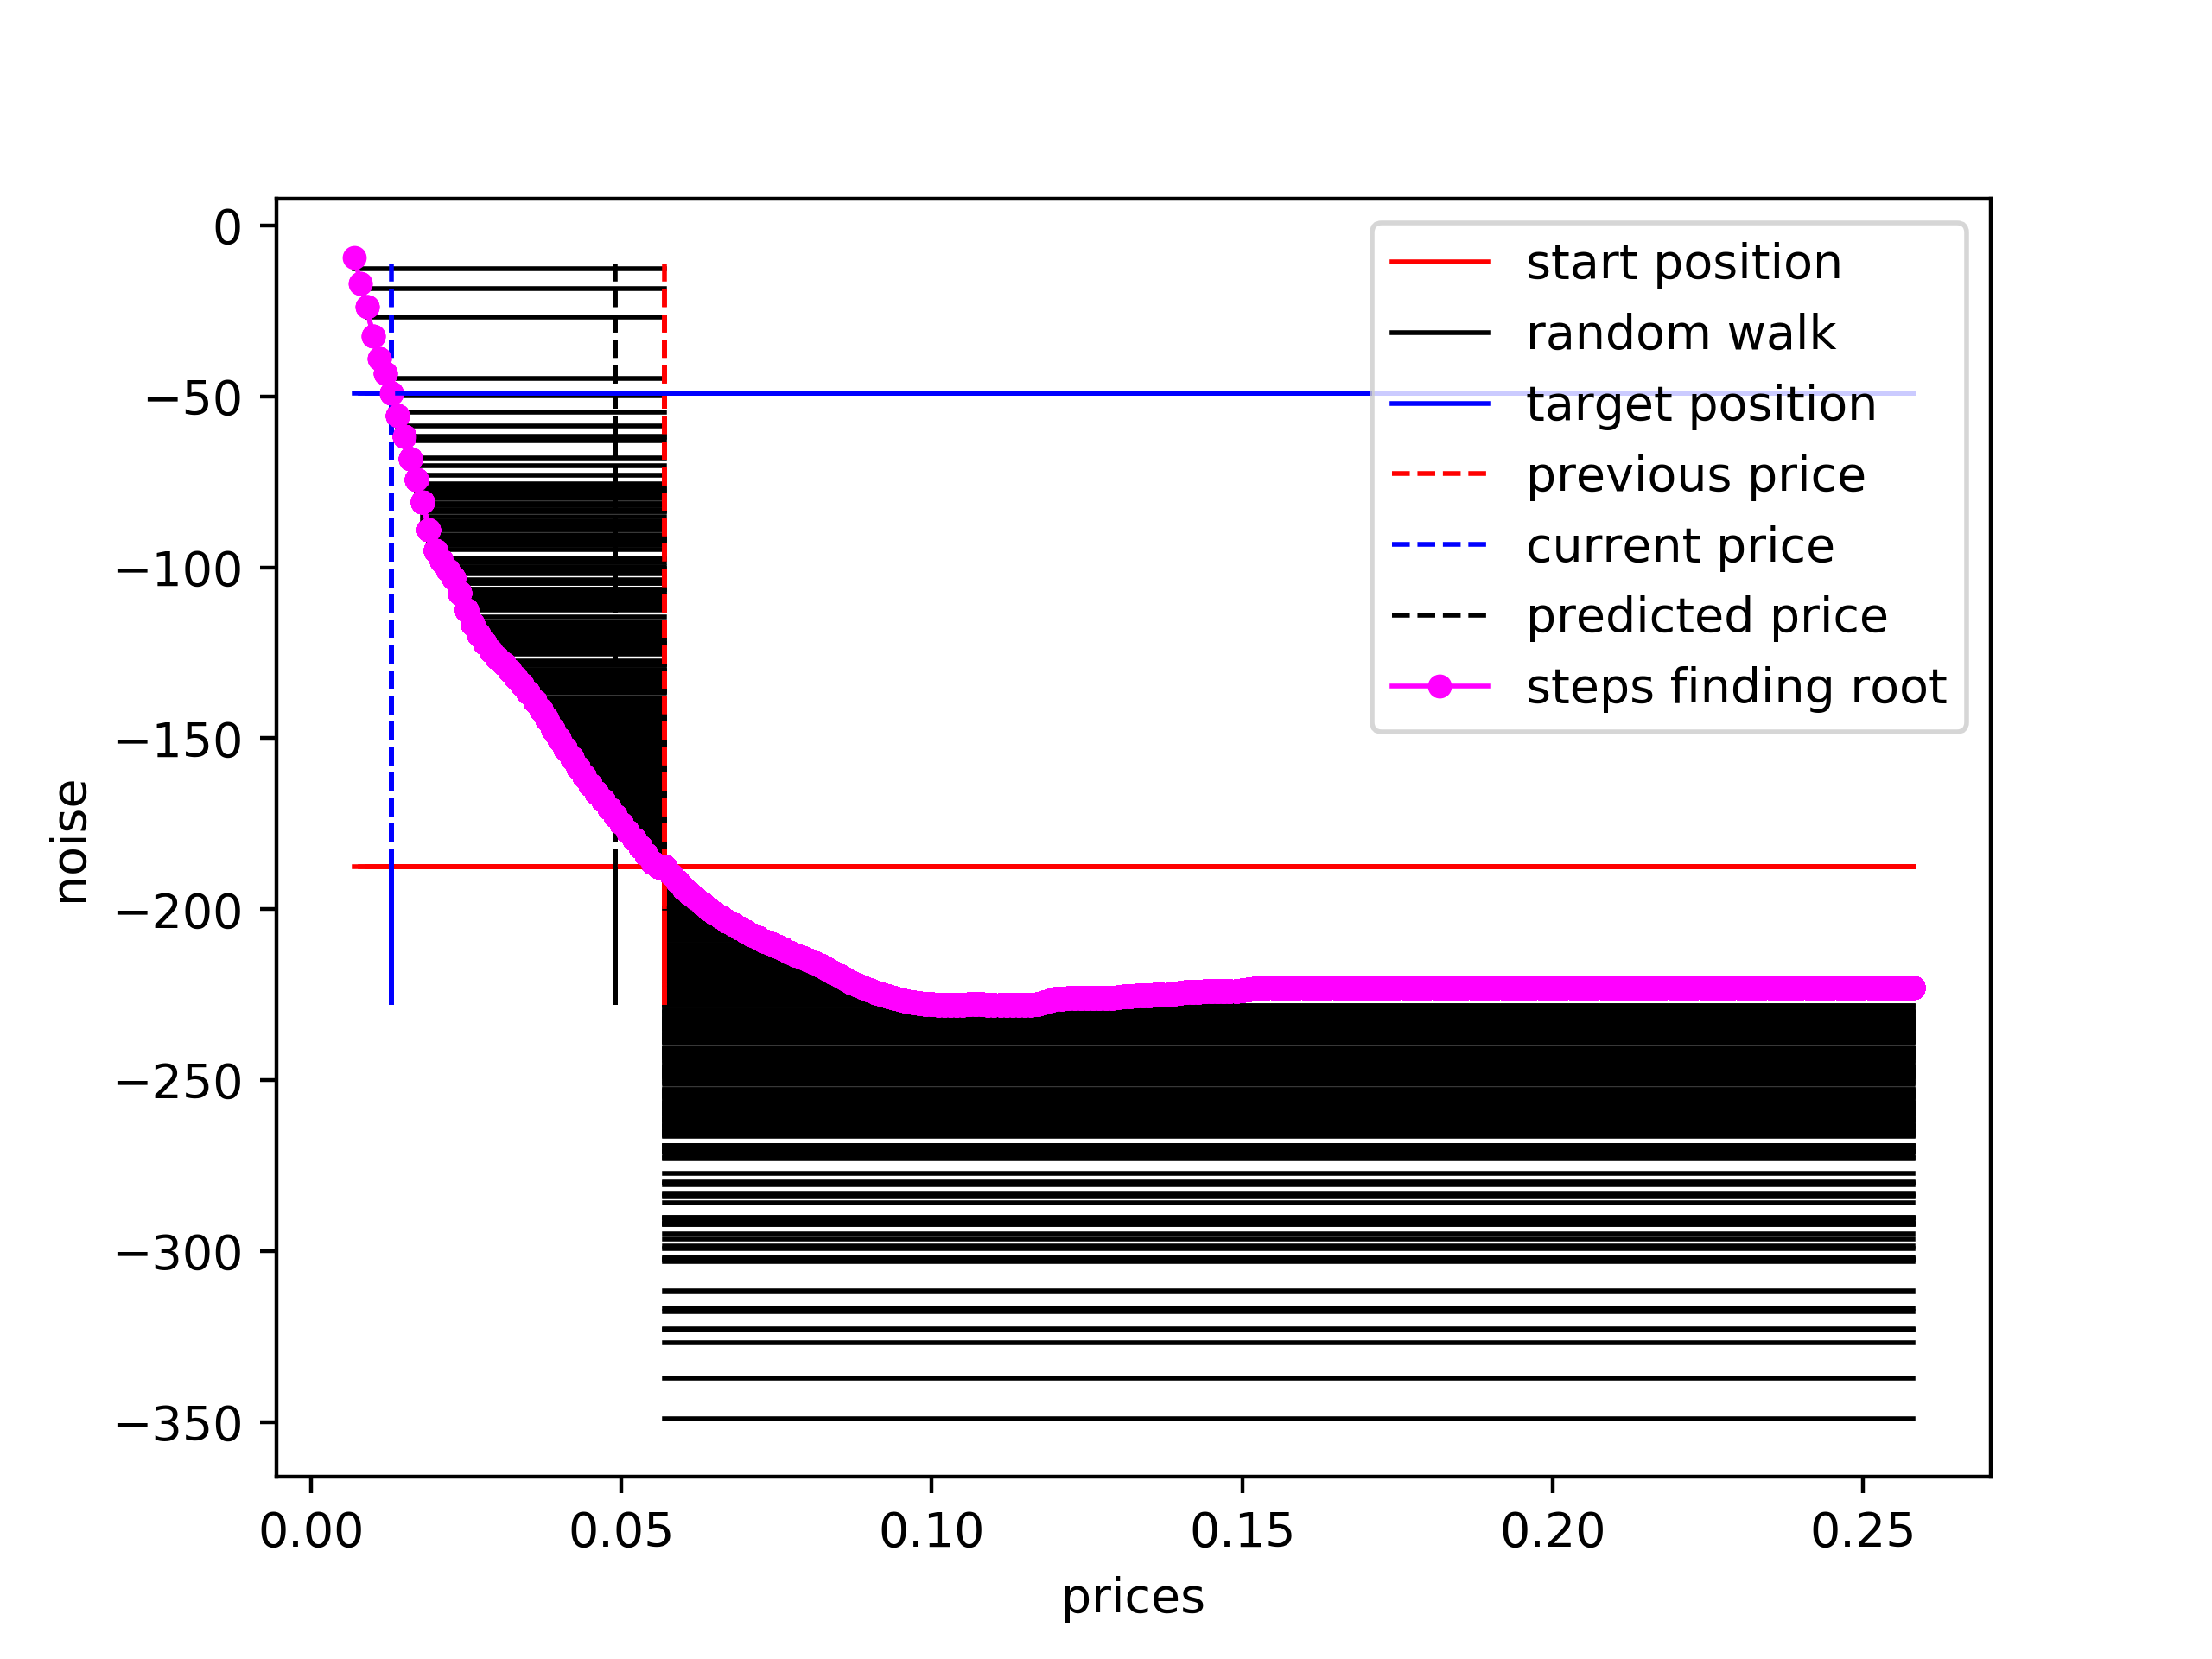 0
−50
−100
−150
−200
−250
−300
−350
noise
start position
random walk
target position
previous price
current price
predicted price
steps finding root
0.00 0.05 0.10 0.15 0.20 0.25
prices